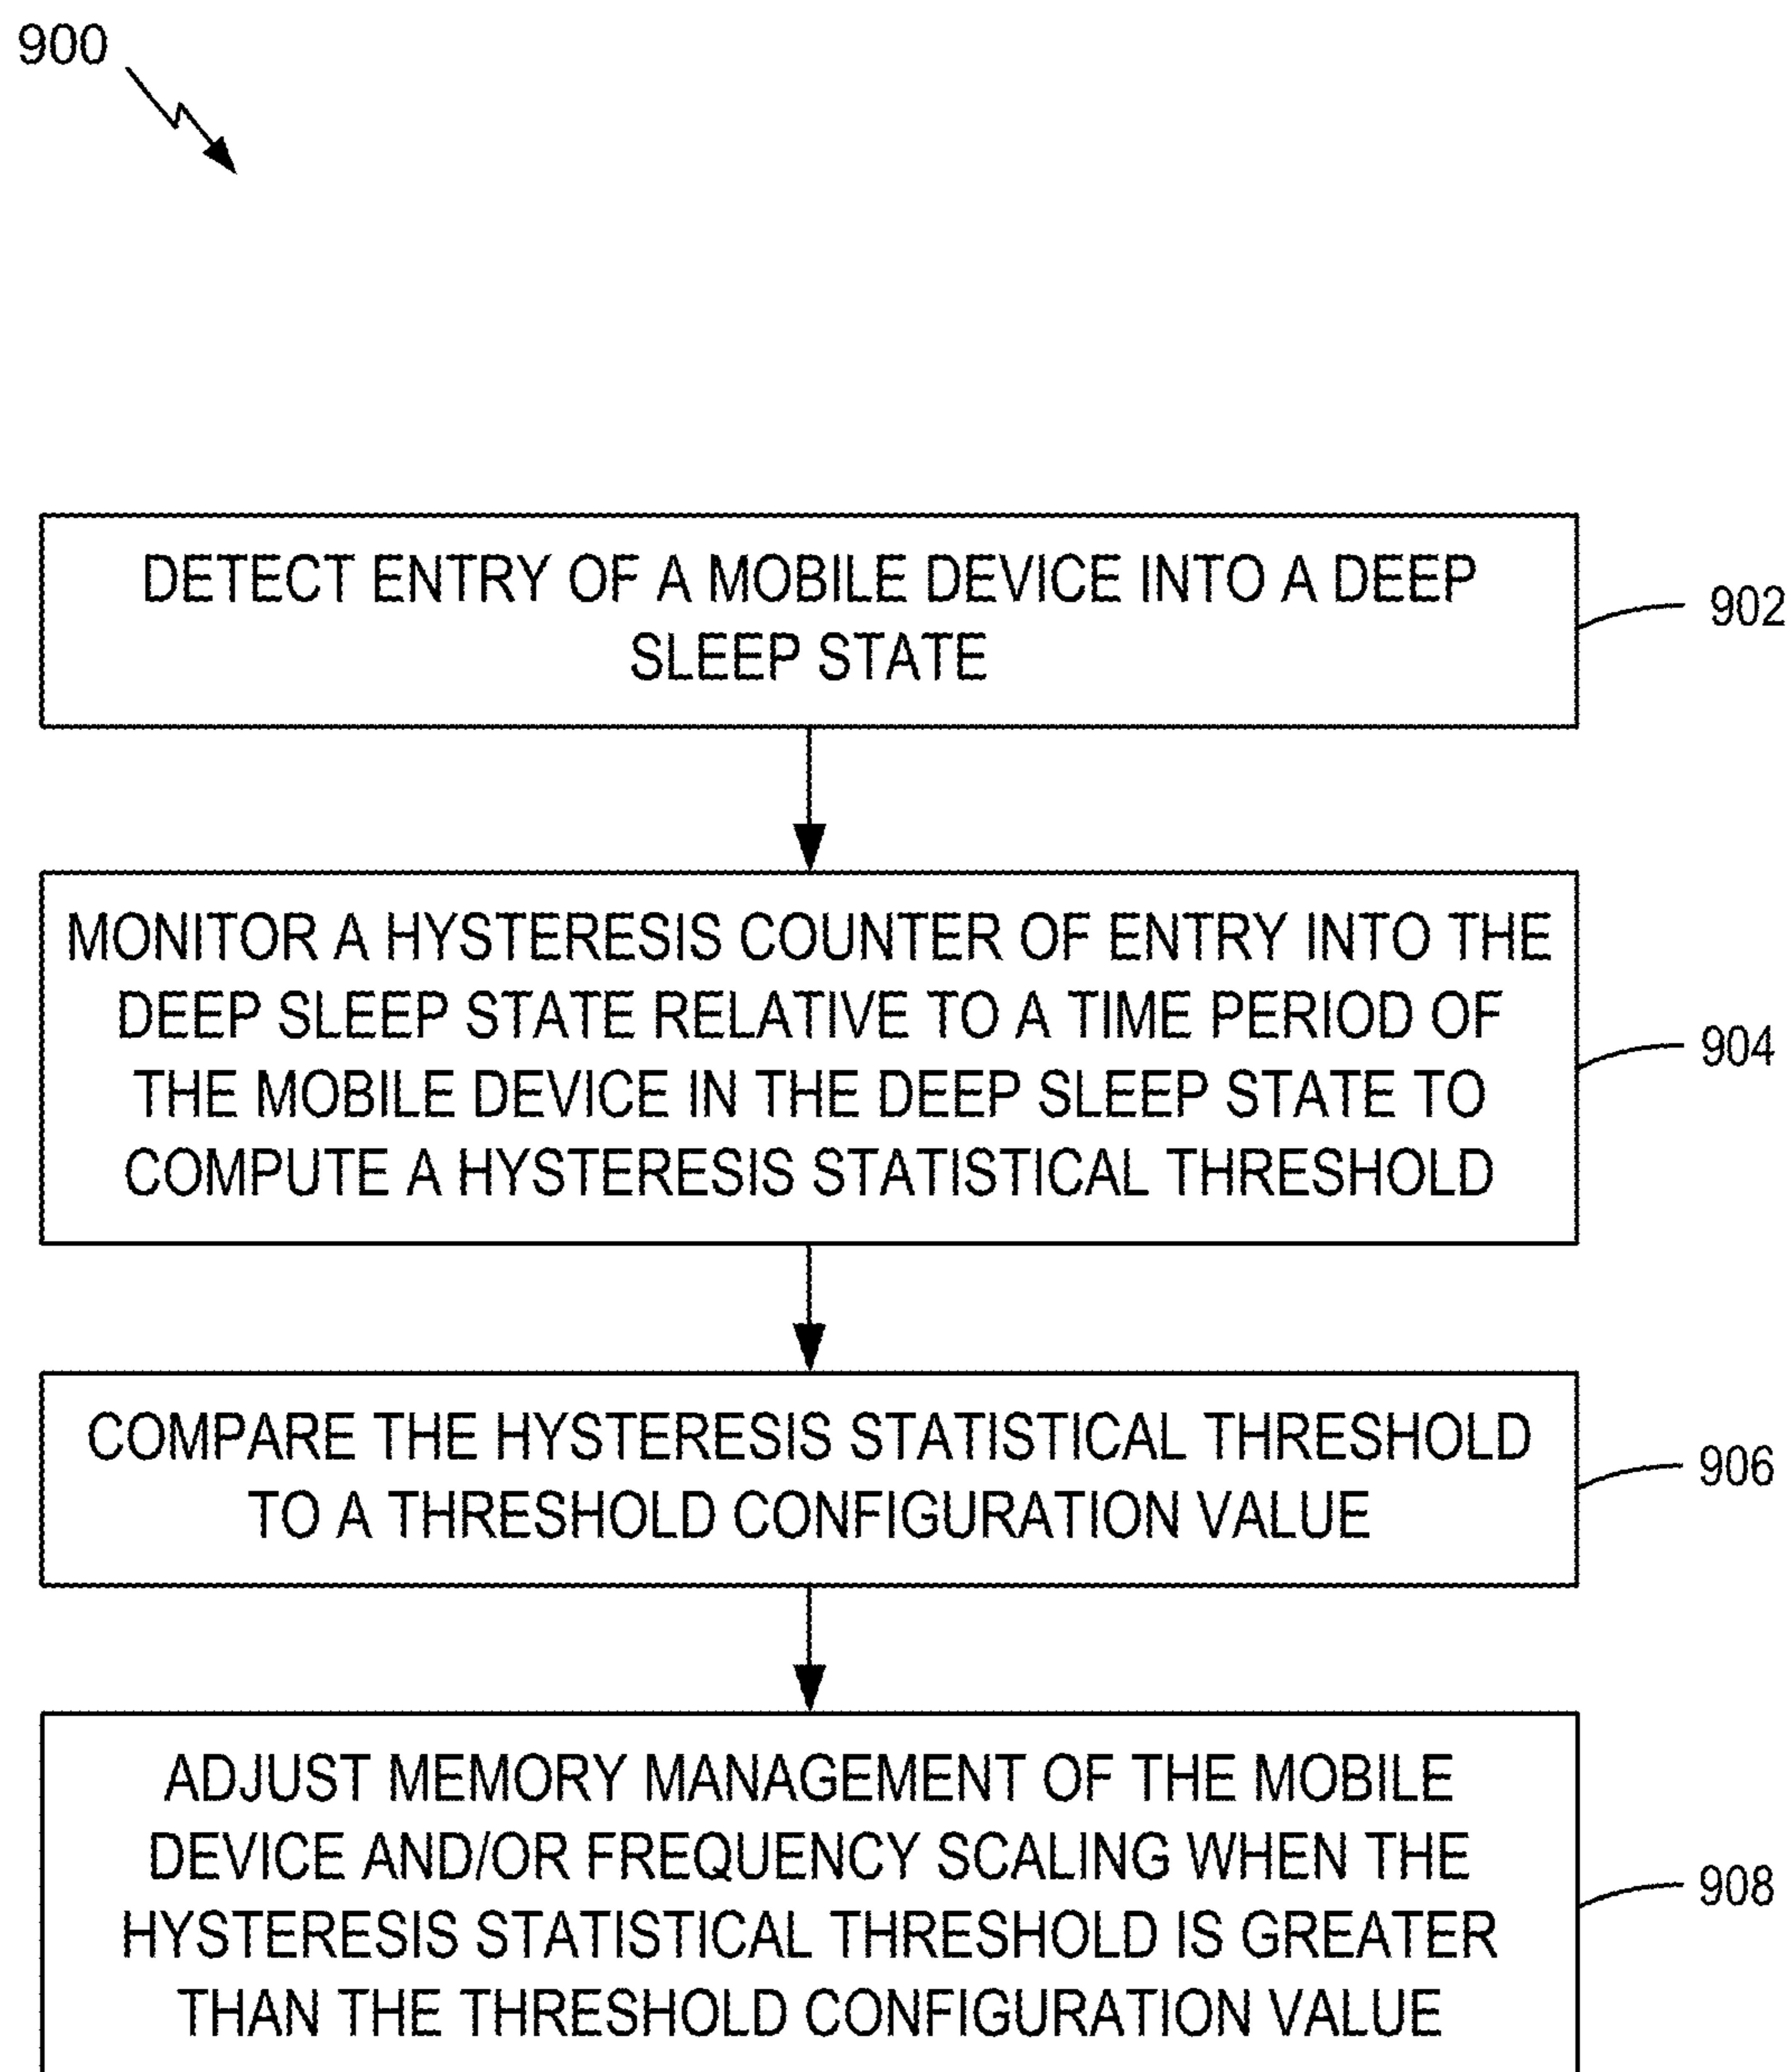 900
DETECT ENTRY OF A MOBILE DEVICE INTO A DEEP
SLEEP STATE
902
MONITOR A HYSTERESIS COUNTER OF ENTRY INTO THE
DEEP SLEEP STATE RELATIVE TO A TIME PERIOD OF
THE MOBILE DEVICE IN THE DEEP SLEEP STATE TO
COMPUTE A HYSTERESIS STATISTICAL THRESHOLD
904
COMPARE THE HYSTERESIS STATISTICAL THRESHOLD
TO A THRESHOLD CONFIGURATION VALUE
906
ADJUST MEMORY MANAGEMENT OF THE MOBILE
DEVICE AND/OR FREQUENCY SCALING WHEN THE
HYSTERESIS STATISTICAL THRESHOLD IS GREATER
THAN THE THRESHOLD CONFIGURATION VALUE
908